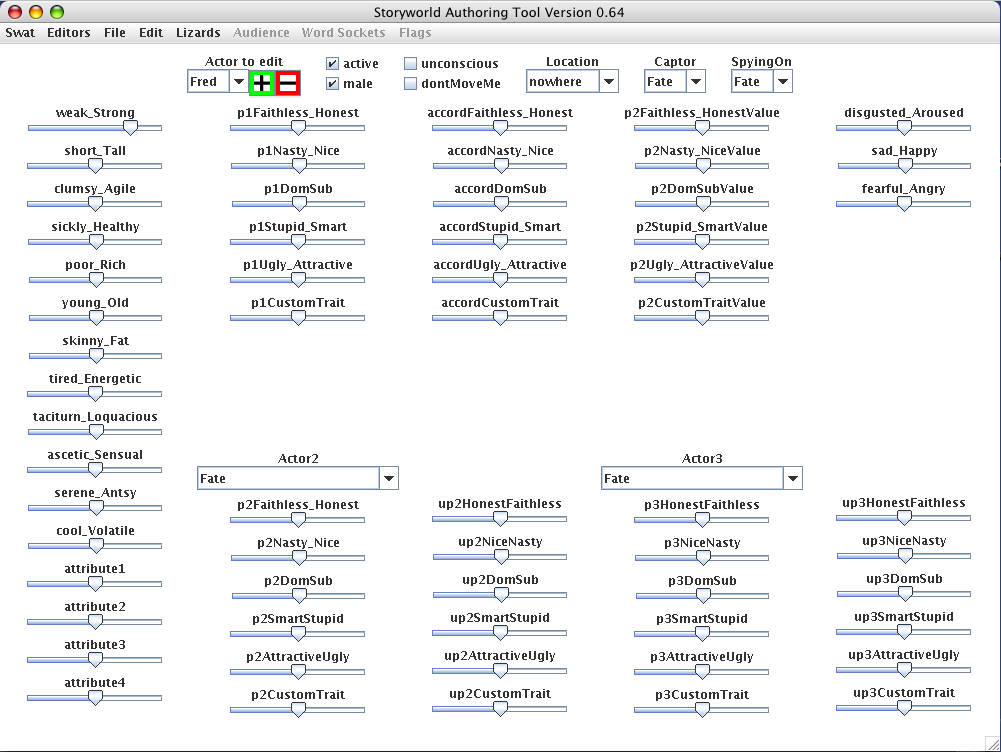 Storyworld Authoring Tool Version 0.64
Swat Editors File Edit Lizards Audience Word Sockets Flags
Actor to edit active unconscious Location Captor SpyingOn
Fred male dontMoveMe nowhere Fate Fate
weak_Strong p1Faithless_Honest accordFaithless_Honest p2Faithless_HonestValue disgusted_Aroused
short_Tall p1Nasty_Nice accordNasty_Nice p2Nasty_NiceValue sad_Happy
clumsy_Agile p1DomSub accordDomSub p2DomSubValue fearful_Angry
sickly_Healthy p1Stupid_Smart accordStupid_Smart p2Stupid_SmartValue
poor_Rich p1Ugly_Attractive accordUgly_Attractive p2Ugly_AttractiveValue
young_Old p1CustomTrait accordCustomTrait p2CustomTraitValue
skinny_Fat
tired_Energetic
taciturn_Loquacious
ascetic_Sensual Actor2 Actor3
Fate Fate
serene_Antsy p2Faithless_Honest up2HonestFaithless p3HonestFaithless up3HonestFaithless
cool_Volatile p2Nasty_Nice up2NiceNasty p3NiceNasty up3NiceNasty
attribute1 p2DomSub up2DomSub p3DomSub up3DomSub
attribute2 p2SmartStupid up2SmartStupid p3SmartStupid up3SmartStupid
attribute3 p2AttractiveUgly up2AttractiveUgly p3AttractiveUgly up3AttractiveUgly
attribute4 p2CustomTrait up2CustomTrait p3CustomTrait up3CustomTrait